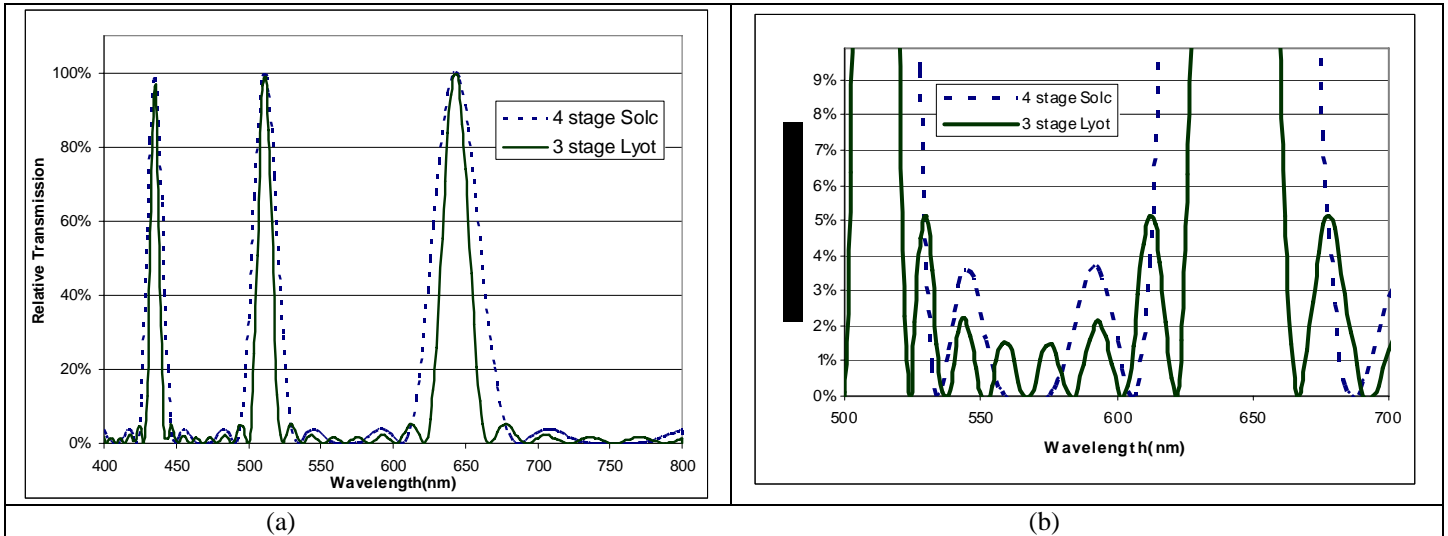 100%
80%
60%
40%
20%
0%
Relative Transmission
4 stage Solc
3 stage Lyot
400 450 500 550 600 650 700 750 800
Wavelength(nm)
(a)
9%
8%
7%
6%
5%
4%
3%
2%
1%
0%
4 stage Solc
3 stage Lyot
500 550 600 650 700
Wavelength(nm)
(b)